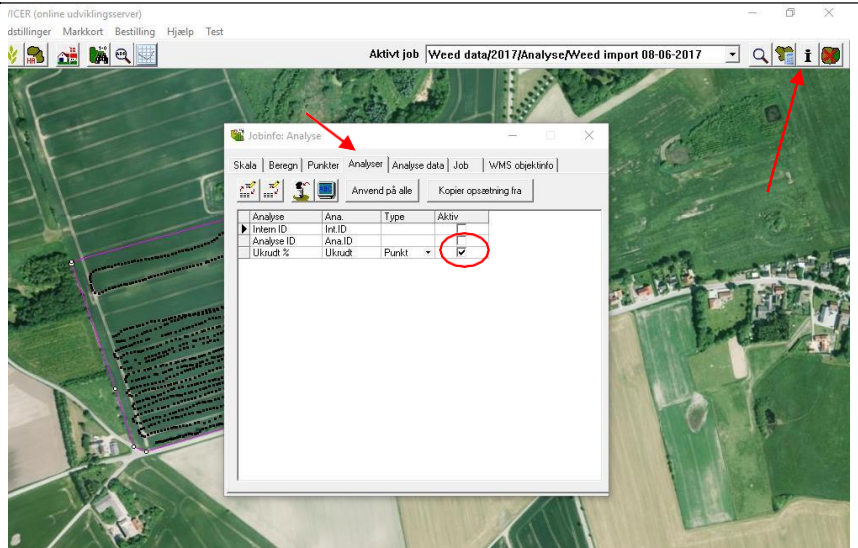 /ICER (online udviklingsserver)
dstillinger Markkort Bestilling Hjælp Test
Aktivt job Weed data/2017/Analyse/Weed import 08-06-2017
Jobinfo: Analyse
Skala Beregn Punkter Analyser Analyse data Job WMS objektinfo
Anvend på alle Kopier opsætning fra
Analyse Ana. Type Aktiv
Intern ID Int.ID
Analyse ID Ana.ID
Ukrudt % Ukrudt Punkt